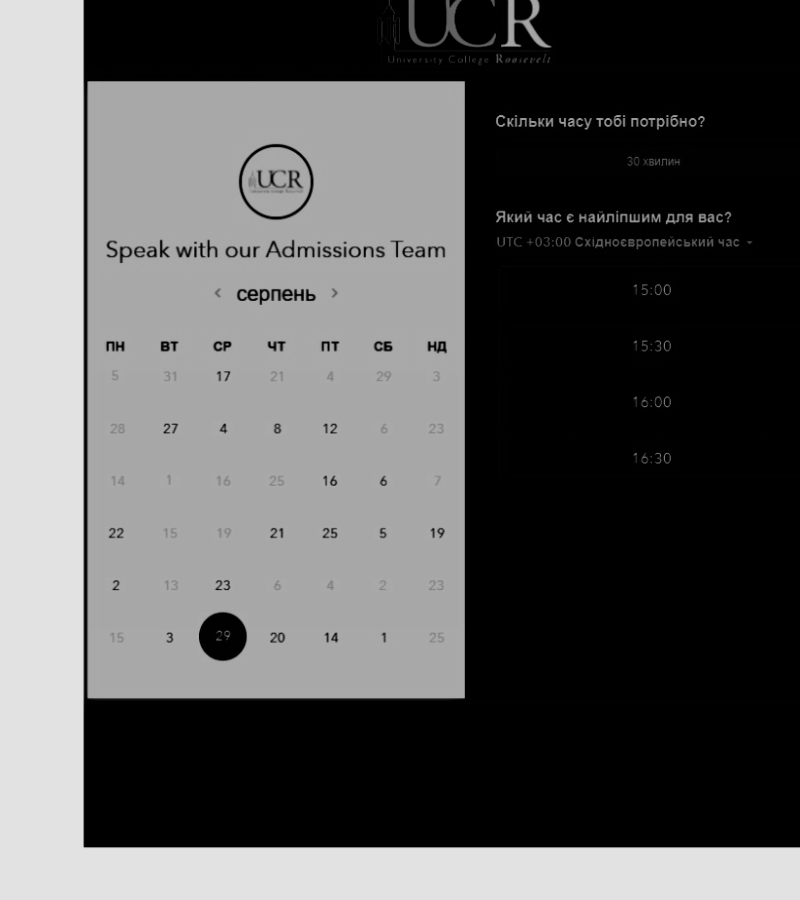 UCR
University College Roosevelt
UCR
Speak with our Admissions Team
серпень
ПН ВТ СР ЧТ ПТ СБ НД
5 31 17 21 4 29 3
28 27 4 8 12 6 23
14 1 16 25 16 6 7
22 15 19 21 25 5 19
2 13 23 6 4 2 23
15 3 29 20 14 1 25
Скільки часу тобі потрібно?
30 хвилин
Який час є найліпшим для вас?
UTC +03:00 Східноєвропейський час
15:00
15:30
16:00
16:30